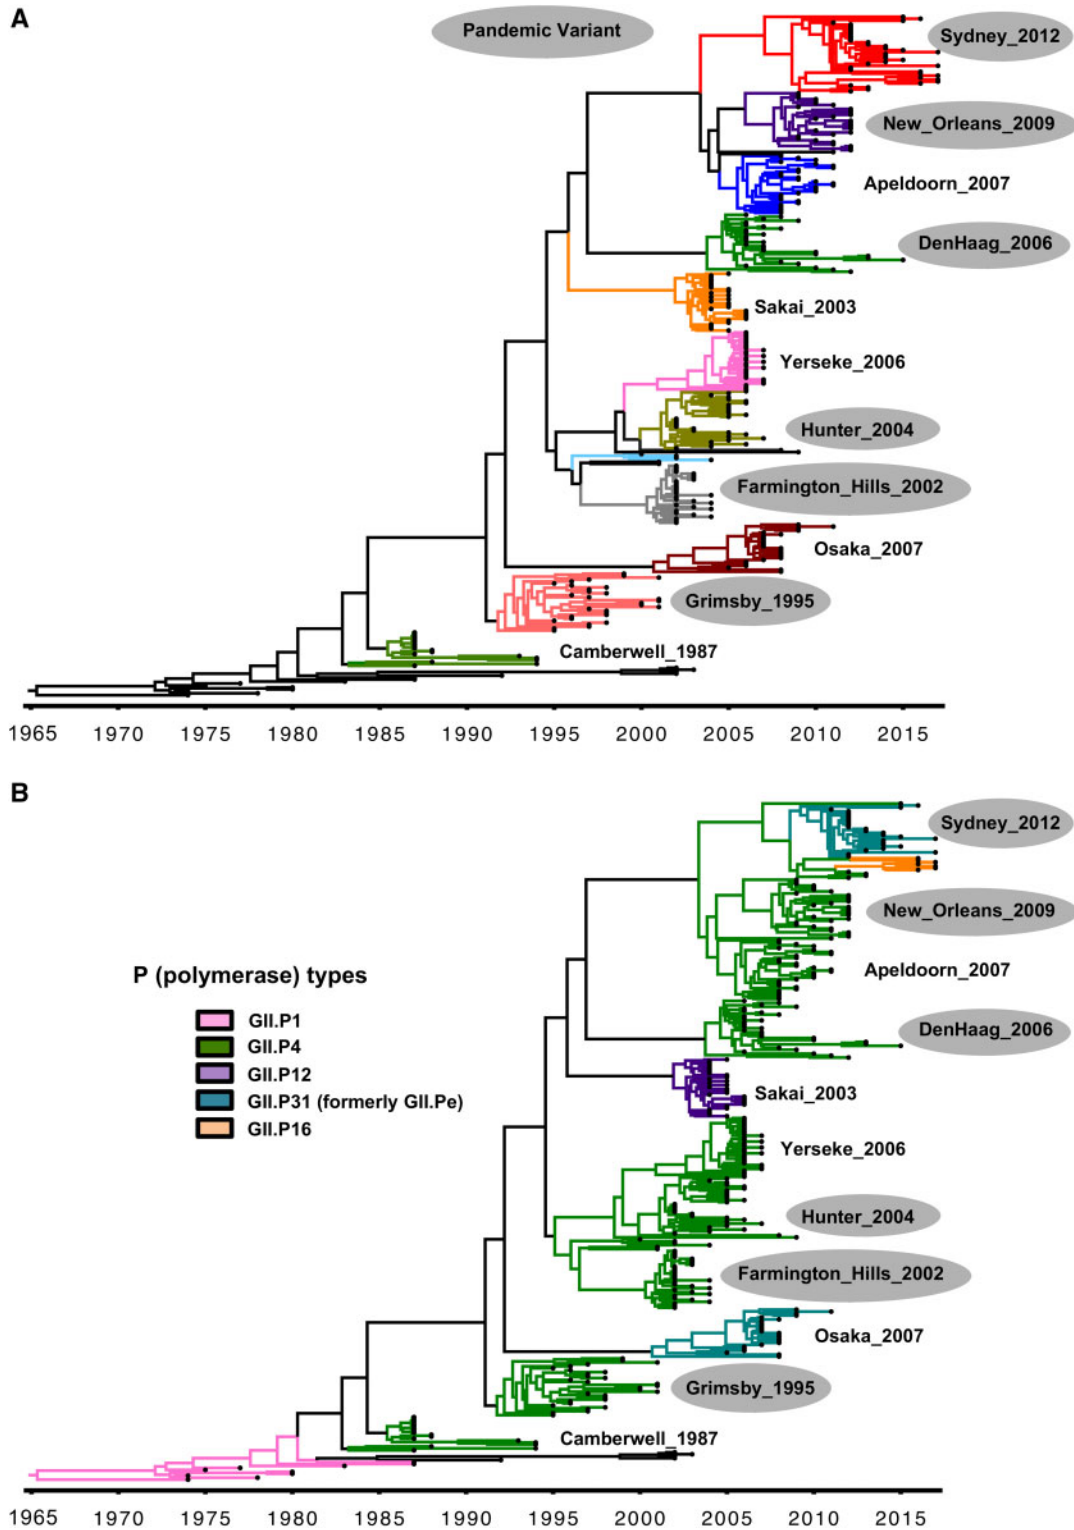 A
Pandemic Variant
Sydney_2012
New_Orleans_2009
Apeldoorn_2007
DenHaag_2006
Sakai_2003
Yerseke_2006
Hunter_2004
Farmington_Hills_2002
Osaka_2007
Grimsby_1995
Camberwell_1987
1965 1970 1975 1980 1985 1990 1995 2000 2005 2010 2015
B
Sydney_2012
New_Orleans_2009
Apeldoorn_2007
P (polymerase) types
GII.P1
GII.P4
GII.P12
GII.P31 (formerly GII.Pe)
GII.P16
DenHaag_2006
Sakai_2003
Yerseke_2006
Hunter_2004
Farmington_Hills_2002
Osaka_2007
Grimsby_1995
Camberwell_1987
1965 1970 1975 1980 1985 1990 1995 2000 2005 2010 2015